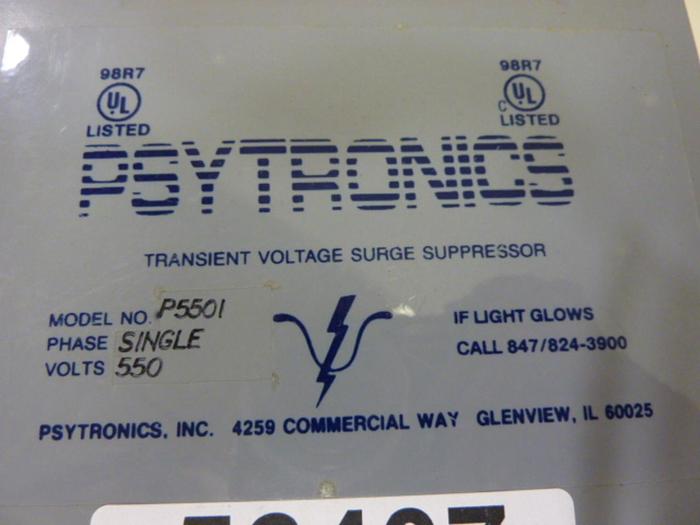 98R7
UL
LISTED
98R7
C UL
LISTED
PSYTRONICS
TRANSIENT VOLTAGE SURGE SUPPRESSOR
MODEL NO. P5501
PHASE SINGLE
VOLTS 550
IF LIGHT GLOWS
CALL 847/824-3900
PSYTRONICS, INC. 4259 COMMERCIAL WAY GLENVIEW, IL 60025